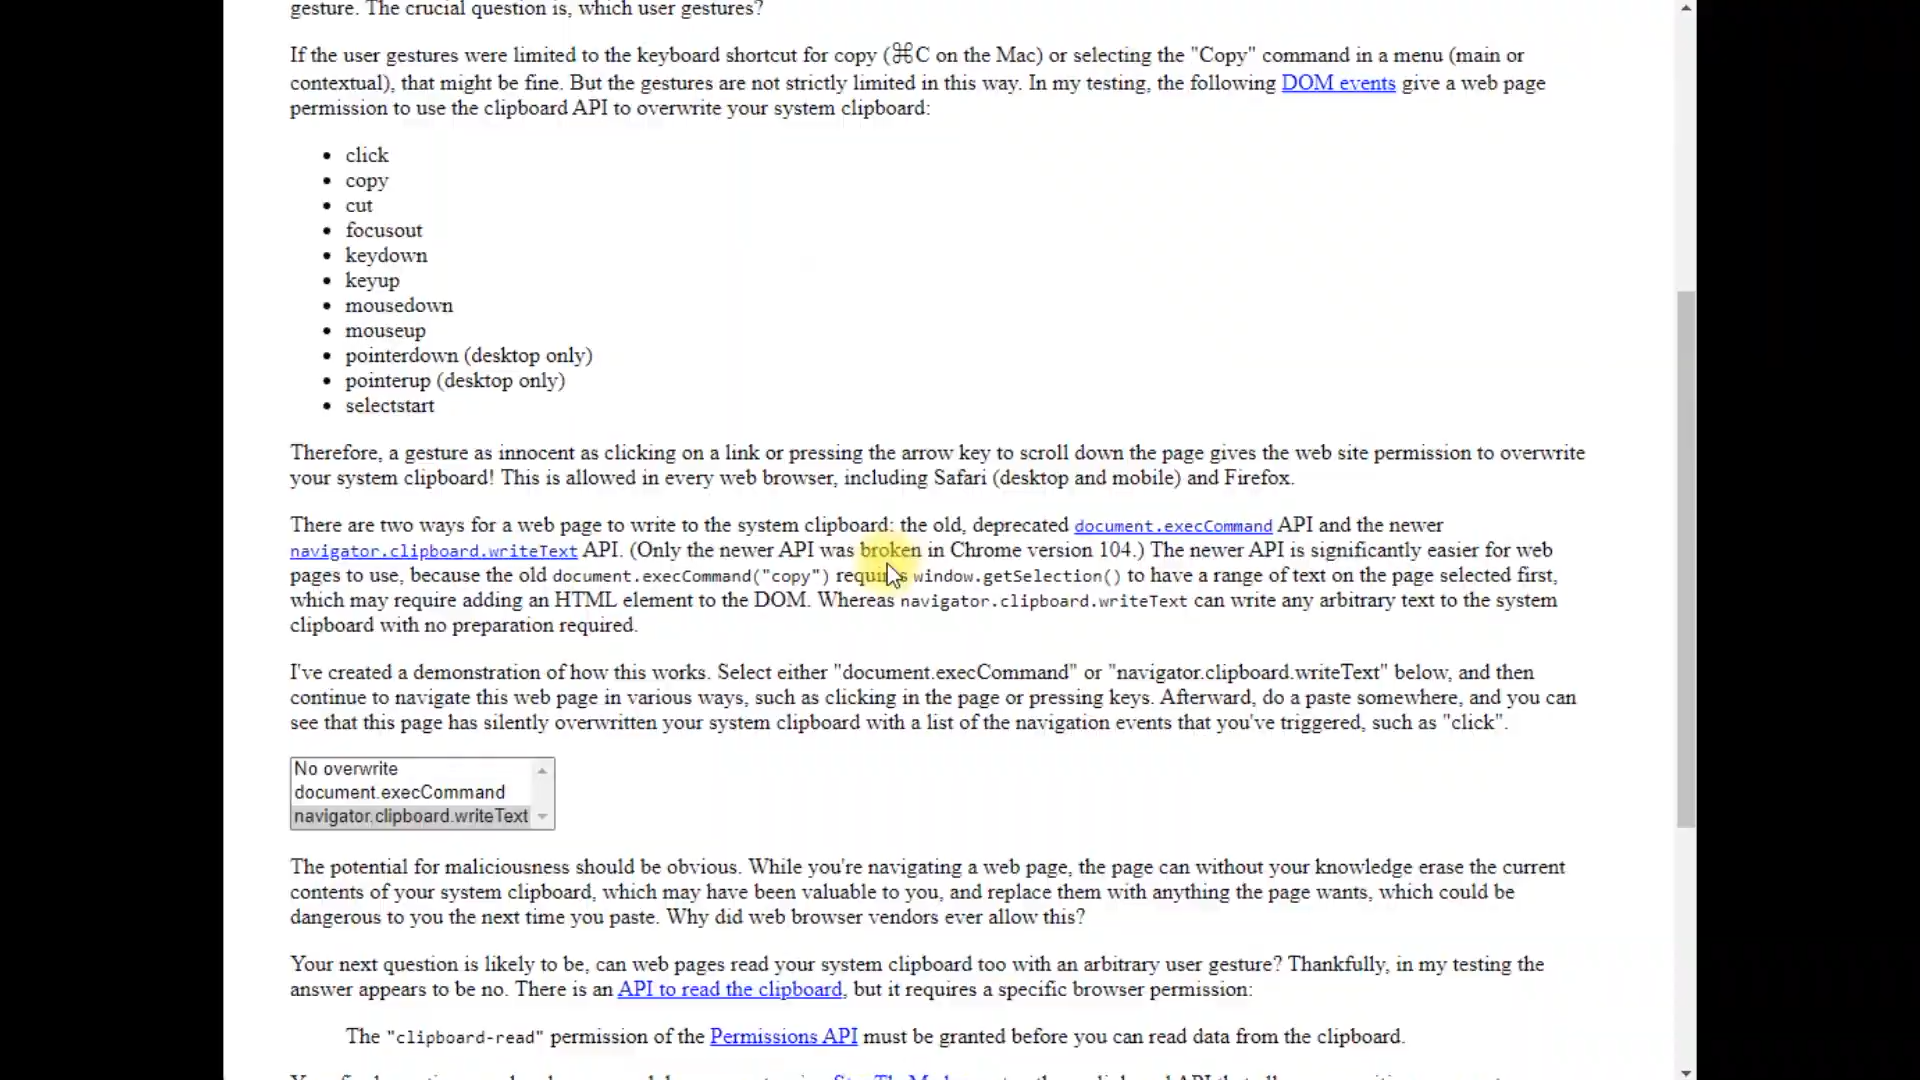 gesture. The crucial question is, which user gestures?
If the user gestures were limited to the keyboard shortcut for copy (⌘C on the Mac) or selecting the "Copy" command in a menu (main or
contextual), that might be fine. But the gestures are not strictly limited in this way. In my testing, the following DOM events give a web page
permission to use the clipboard API to overwrite your system clipboard:
• click
• copy
• cut
• focusout
• keydown
• keyup
• mousedown
• mouseup
• pointerdown (desktop only)
• pointerup (desktop only)
• selectstart
Therefore, a gesture as innocent as clicking on a link or pressing the arrow key to scroll down the page gives the web site permission to overwrite
your system clipboard! This is allowed in every web browser, including Safari (desktop and mobile) and Firefox.
There are two ways for a web page to write to the system clipboard: the old, deprecated document.execCommand API and the newer
navigator.clipboard.writeText API. (Only the newer API was broken in Chrome version 104.) The newer API is significantly easier for web
pages to use, because the old document.execCommand("copy") requires window.getSelection() to have a range of text on the page selected first,
which may require adding an HTML element to the DOM. Whereas navigator.clipboard.writeText can write any arbitrary text to the system
clipboard with no preparation required.
I've created a demonstration of how this works. Select either "document.execCommand" or "navigator.clipboard.writeText" below, and then
continue to navigate this web page in various ways, such as clicking in the page or pressing keys. Afterward, do a paste somewhere, and you can
see that this page has silently overwritten your system clipboard with a list of the navigation events that you've triggered, such as "click".
No overwrite
document.execCommand
navigator.clipboard.writeText
The potential for maliciousness should be obvious. While you're navigating a web page, the page can without your knowledge erase the current
contents of your system clipboard, which may have been valuable to you, and replace them with anything the page wants, which could be
dangerous to you the next time you paste. Why did web browser vendors ever allow this?
Your next question is likely to be, can web pages read your system clipboard too with an arbitrary user gesture? Thankfully, in my testing the
answer appears to be no. There is an API to read the clipboard, but it requires a specific browser permission:
The "clipboard-read" permission of the Permissions API must be granted before you can read data from the clipboard.